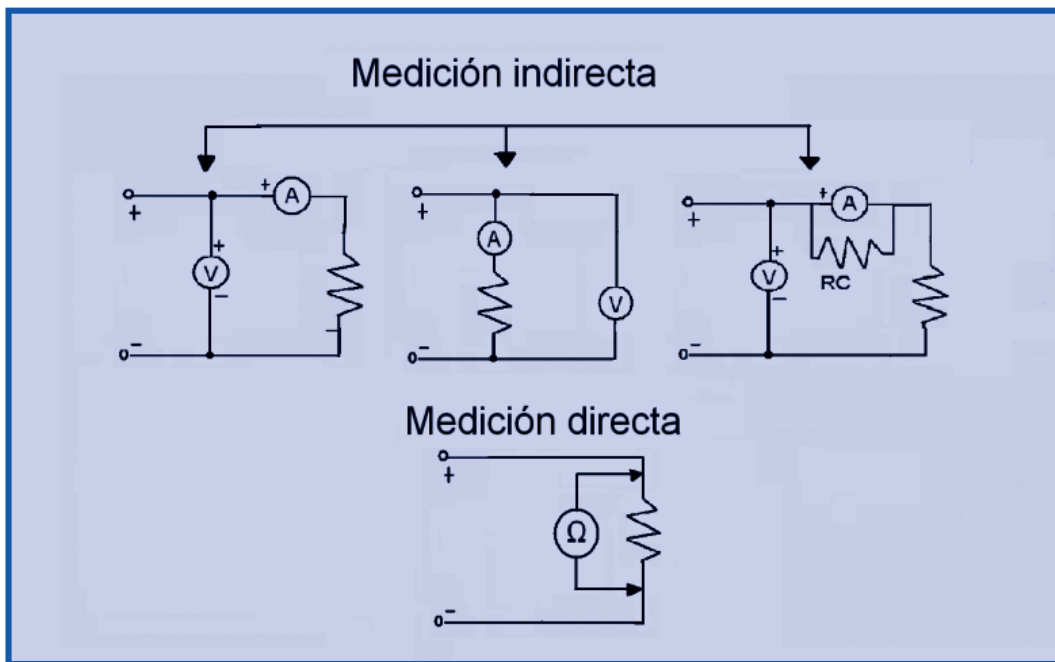 Medición indirecta
+ A
+
+ V −
−
−
+
A
V
−
+ A
+
+ V −
RC
−
Medición directa
+
Ω
−